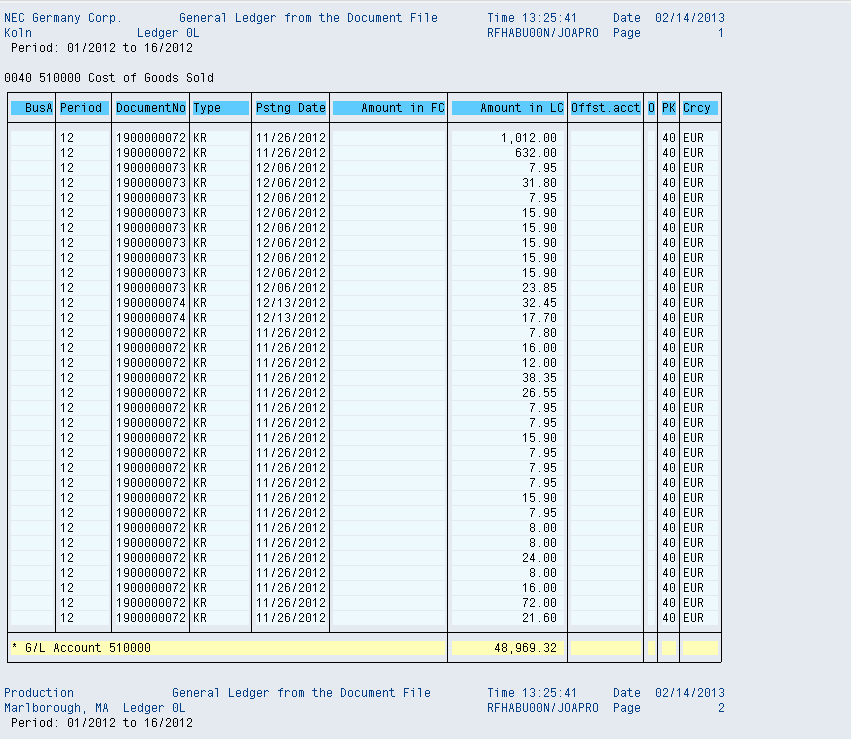 NEC Germany Corp. General Ledger from the Document File Time 13:25:41 Date 02/14/2013
Koln Ledger 0L RFHABU00N/JOAPRO Page 1
Period: 01/2012 to 16/2012
0040 510000 Cost of Goods Sold
BusA Period DocumentNo Type Pstng Date Amount in FC Amount in LC Offst.acct O PK Crcy
12 1900000072 KR 11/26/2012 1,012.00 40 EUR
12 1900000072 KR 11/26/2012 632.00 40 EUR
12 1900000073 KR 12/06/2012 7.95 40 EUR
12 1900000073 KR 12/06/2012 31.80 40 EUR
12 1900000073 KR 12/06/2012 7.95 40 EUR
12 1900000073 KR 12/06/2012 15.90 40 EUR
12 1900000073 KR 12/06/2012 15.90 40 EUR
12 1900000073 KR 12/06/2012 15.90 40 EUR
12 1900000073 KR 12/06/2012 15.90 40 EUR
12 1900000073 KR 12/06/2012 15.90 40 EUR
12 1900000073 KR 12/06/2012 23.85 40 EUR
12 1900000074 KR 12/13/2012 32.45 40 EUR
12 1900000074 KR 12/13/2012 17.70 40 EUR
12 1900000072 KR 11/26/2012 7.80 40 EUR
12 1900000072 KR 11/26/2012 16.00 40 EUR
12 1900000072 KR 11/26/2012 12.00 40 EUR
12 1900000072 KR 11/26/2012 38.35 40 EUR
12 1900000072 KR 11/26/2012 26.55 40 EUR
12 1900000072 KR 11/26/2012 7.95 40 EUR
12 1900000072 KR 11/26/2012 7.95 40 EUR
12 1900000072 KR 11/26/2012 15.90 40 EUR
12 1900000072 KR 11/26/2012 7.95 40 EUR
12 1900000072 KR 11/26/2012 7.95 40 EUR
12 1900000072 KR 11/26/2012 7.95 40 EUR
12 1900000072 KR 11/26/2012 15.90 40 EUR
12 1900000072 KR 11/26/2012 7.95 40 EUR
12 1900000072 KR 11/26/2012 8.00 40 EUR
12 1900000072 KR 11/26/2012 8.00 40 EUR
12 1900000072 KR 11/26/2012 24.00 40 EUR
12 1900000072 KR 11/26/2012 8.00 40 EUR
12 1900000072 KR 11/26/2012 16.00 40 EUR
12 1900000072 KR 11/26/2012 72.00 40 EUR
12 1900000072 KR 11/26/2012 21.60 40 EUR
* G/L Account 510000 48,969.32
Production General Ledger from the Document File Time 13:25:41 Date 02/14/2013
Marlborough, MA Ledger 0L RFHABU00N/JOAPRO Page 2
Period: 01/2012 to 16/2012